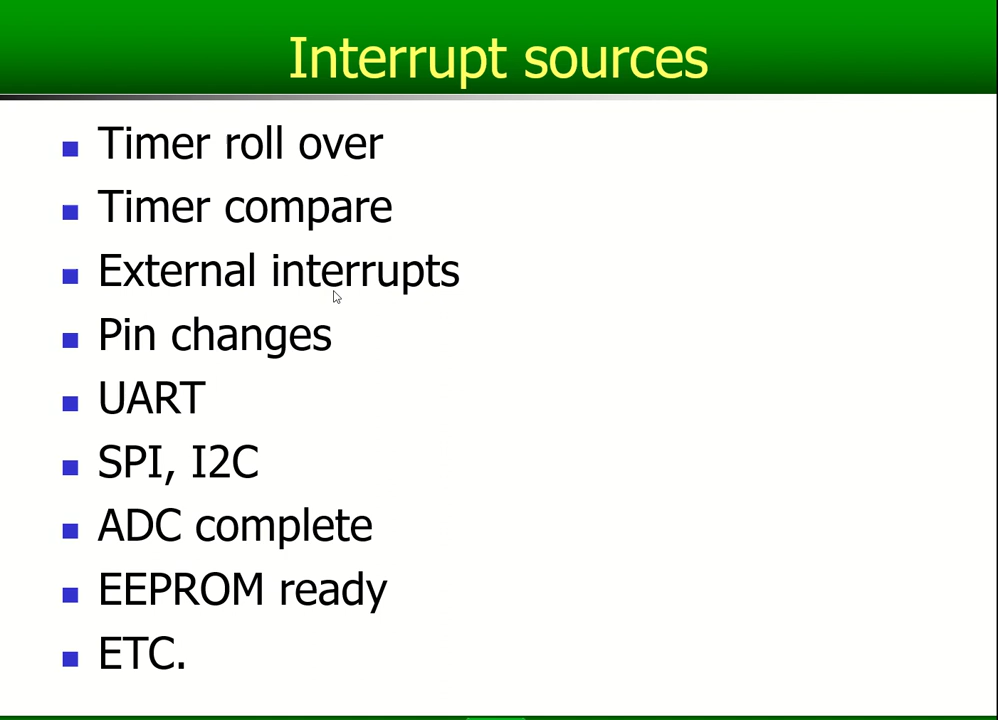 Interrupt sources
Timer roll over
Timer compare
External interrupts
Pin changes
UART
SPI, I2C
ADC complete
EEPROM ready
ETC.